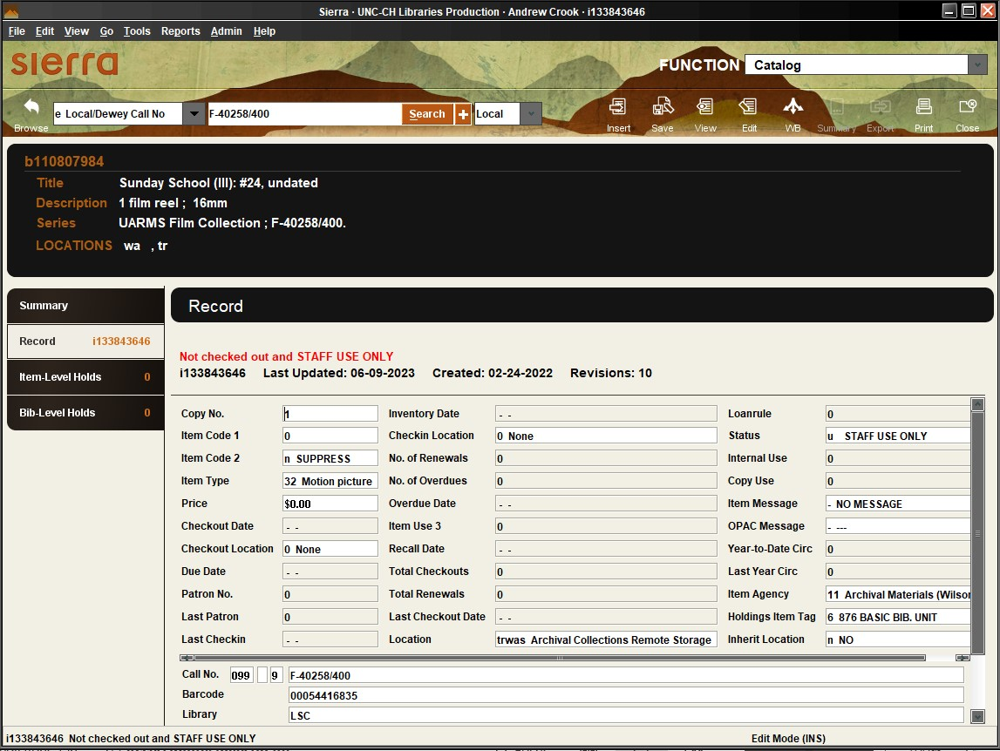 Sierra · UNC-CH Libraries Production · Andrew Crook · i133843646
File Edit View Go Tools Reports Admin Help
sierra
FUNCTION Catalog
Browse
e Local/Dewey Call No F-40258/400 Search + Local
Insert Save View Edit WB Summary Export Print Close
b110807984
Title Sunday School (III): #24, undated
Description 1 film reel ; 16mm
Series UARMS Film Collection ; F-40258/400.
LOCATIONS wa , tr
Summary
Record i133843646
Item-Level Holds 0
Bib-Level Holds 0
Record
Not checked out and STAFF USE ONLY
i133843646 Last Updated: 06-09-2023 Created: 02-24-2022 Revisions: 10
Copy No. 1 Inventory Date - - Loanrule 0
Item Code 1 0 Checkin Location 0 None Status u STAFF USE ONLY
Item Code 2 n SUPPRESS No. of Renewals 0 Internal Use 0
Item Type 32 Motion picture No. of Overdues 0 Copy Use 0
Price $0.00 Overdue Date - - Item Message - NO MESSAGE
Checkout Date - - Item Use 3 0 OPAC Message - ---
Checkout Location 0 None Recall Date - - Year-to-Date Circ 0
Due Date - - Total Checkouts 0 Last Year Circ 0
Patron No. 0 Total Renewals 0 Item Agency 11 Archival Materials (Wilson
Last Patron 0 Last Checkout Date - - Holdings Item Tag 6 876 BASIC BIB. UNIT
Last Checkin - - Location trwas Archival Collections Remote Storage Inherit Location n NO
Call No. 099 9 F-40258/400
Barcode 00054416835
Library LSC
i133843646 Not checked out and STAFF USE ONLY Edit Mode (INS)